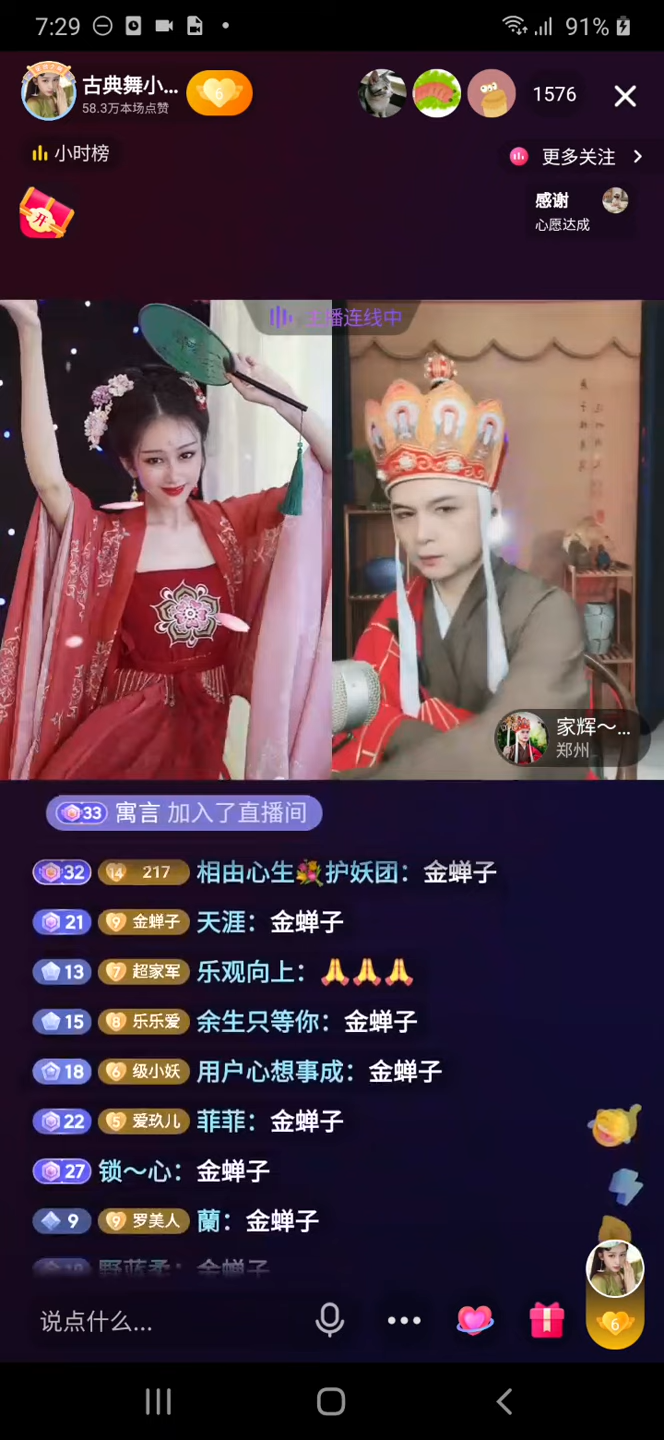 7:29
91%
古典舞小...
58.3万本场点赞
6
1576
小时榜
更多关注
开
感谢
心愿达成
主播连线中
家辉～...
郑州
33 寓言 加入了直播间
32 14 217 相由心生💐护妖团：金蝉子
21 9 金蝉子 天涯：金蝉子
13 7 超家军 乐观向上：🙏🙏🙏
15 8 乐乐爱 余生只等你：金蝉子
18 6 级小妖 用户心想事成：金蝉子
22 5 爱玖儿 菲菲：金蝉子
27 锁～心：金蝉子
9 9 罗美人 蘭：金蝉子
金蝉子
说点什么...
6